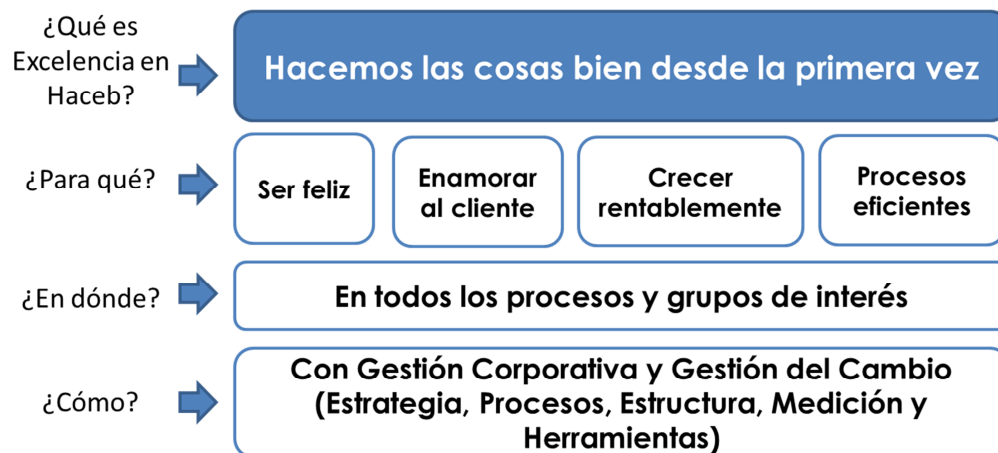 ¿Qué es
Excelencia en
Haceb?
Hacemos las cosas bien desde la primera vez
¿Para qué?
Ser feliz
Enamorar
al cliente
Crecer
rentablemente
Procesos
eficientes
¿En dónde?
En todos los procesos y grupos de interés
¿Cómo?
Con Gestión Corporativa y Gestión del Cambio
(Estrategia, Procesos, Estructura, Medición y
Herramientas)